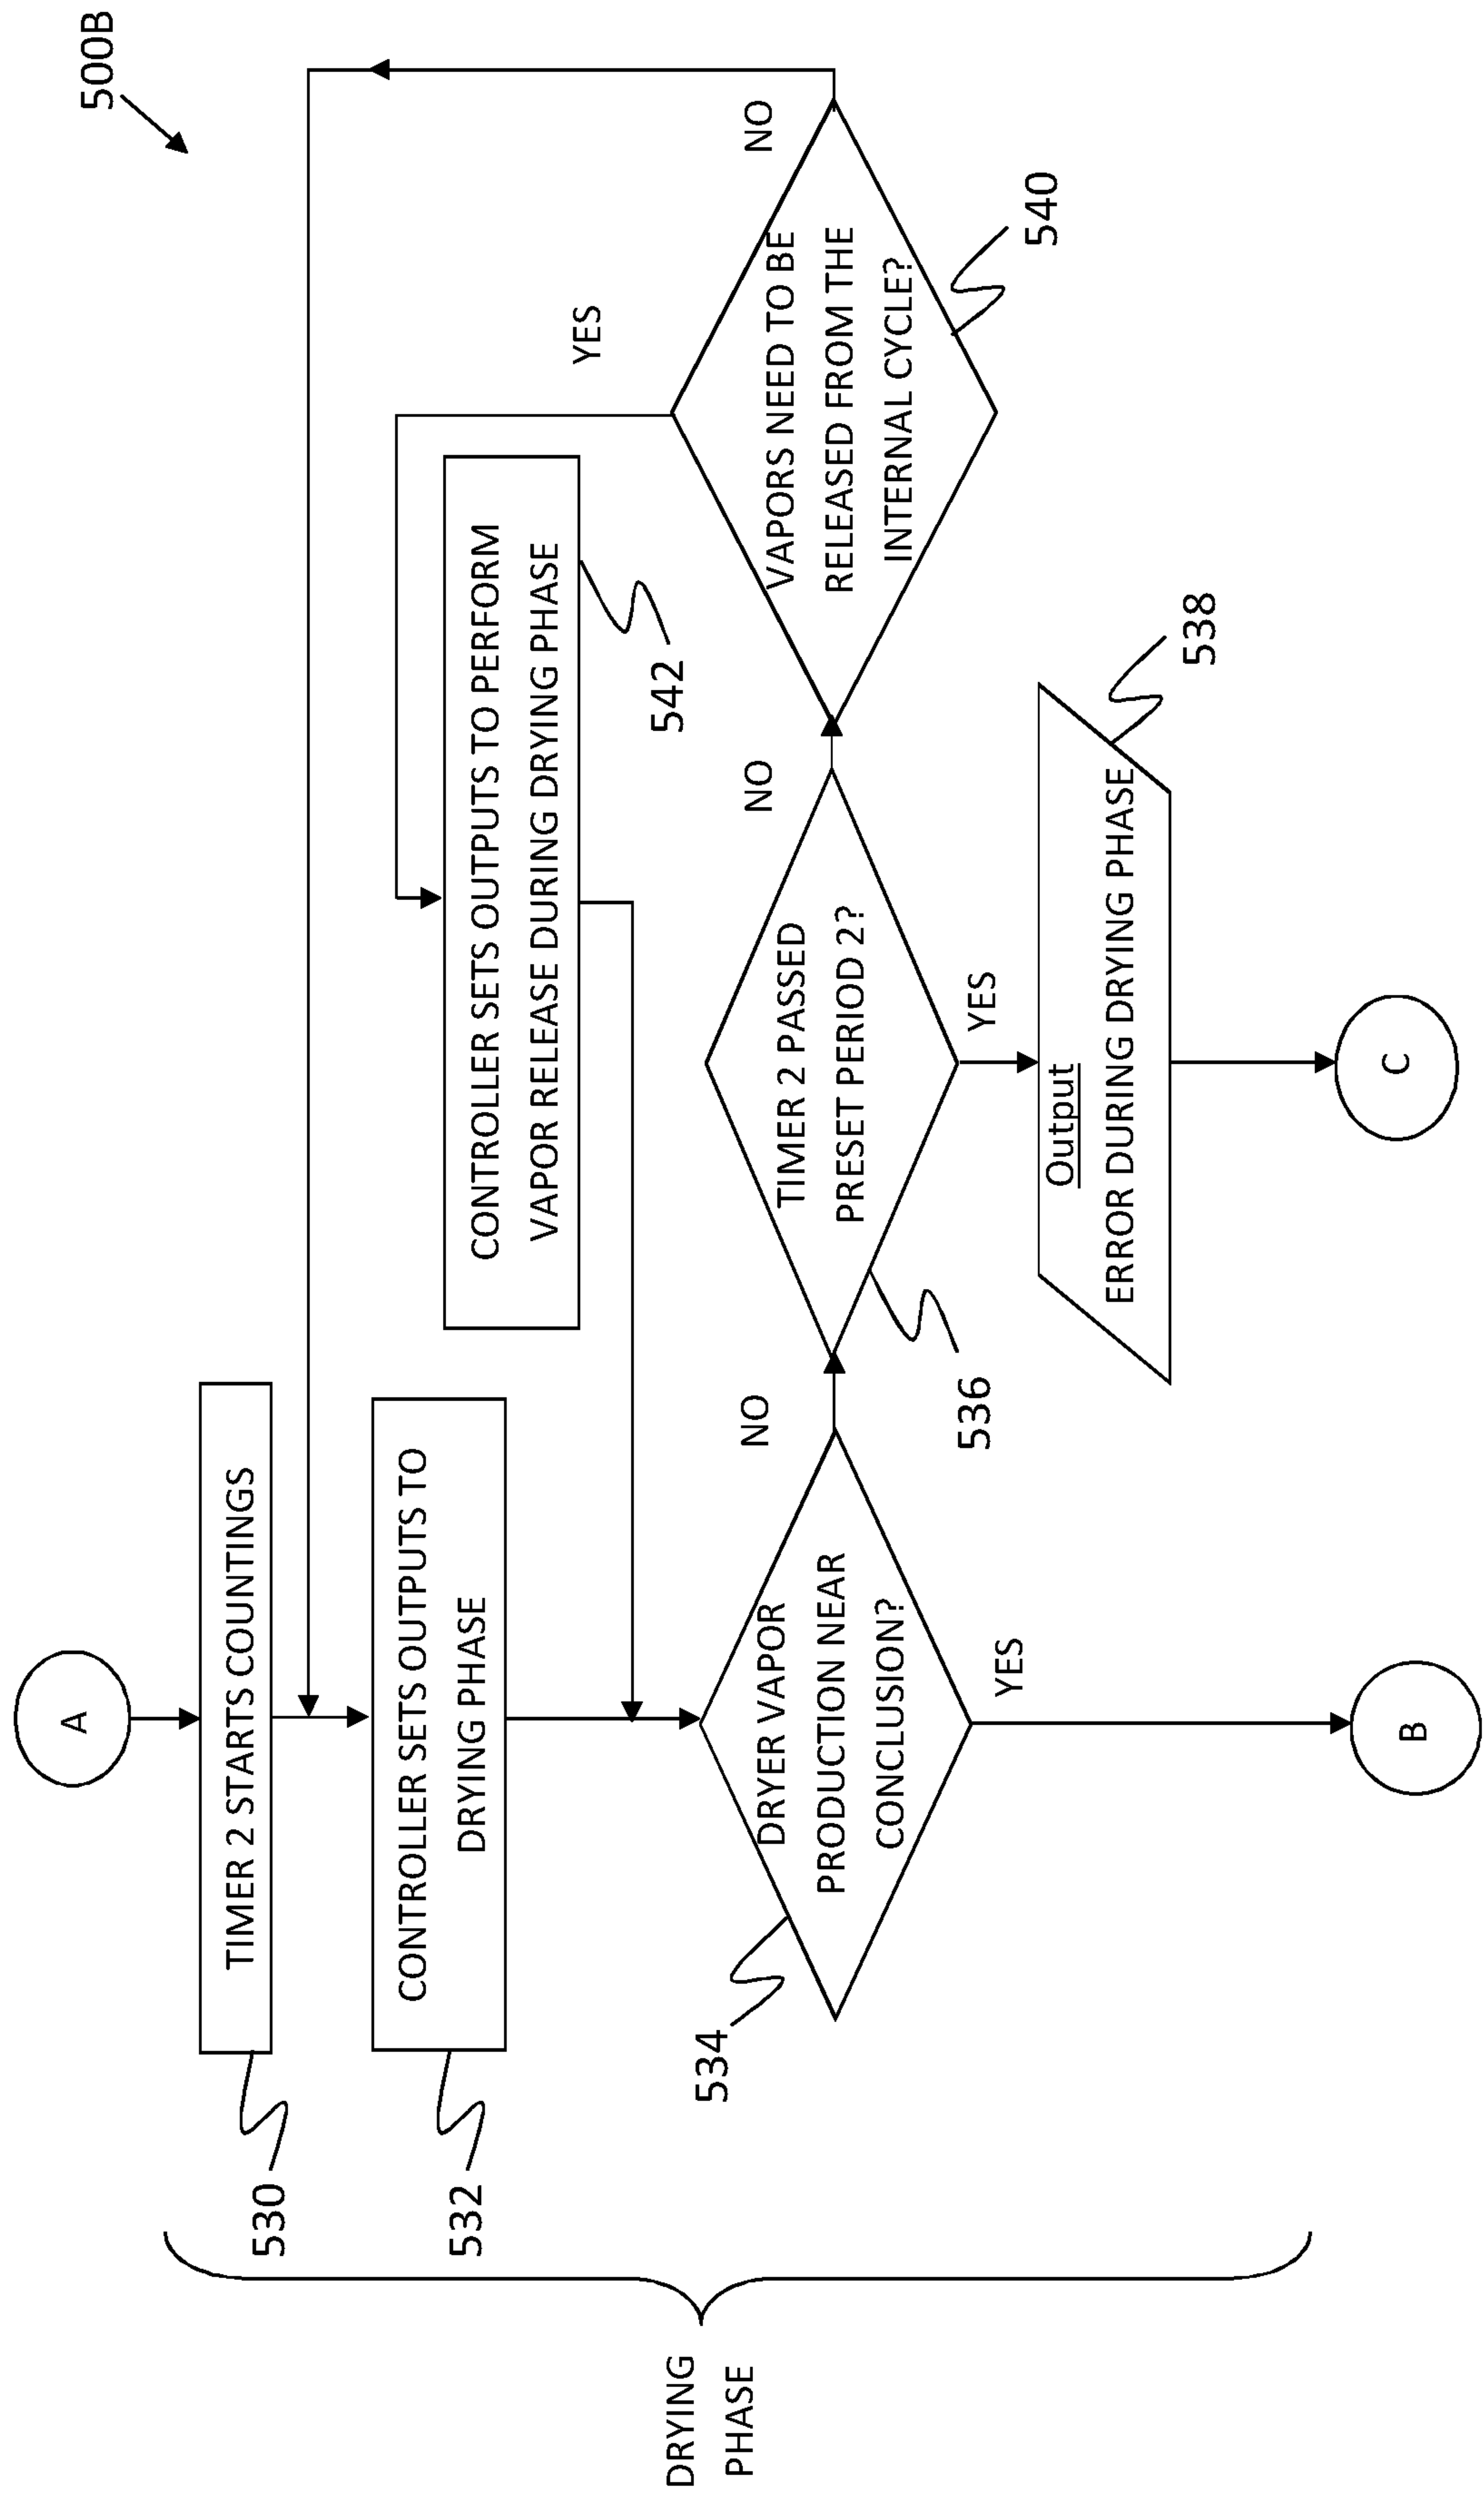 500B
A
TIMER 2 STARTS COUNTINGS
530
CONTROLLER SETS OUTPUTS TO
DRYING PHASE
532
CONTROLLER SETS OUTPUTS TO PERFORM
VAPOR RELEASE DURING DRYING PHASE
542
YES
DRYING
PHASE
534
DRYER VAPOR
PRODUCTION NEAR
CONCLUSION?
NO
TIMER 2 PASSED
PRESET PERIOD 2?
NO
VAPORS NEED TO BE
RELEASED FROM THE
INTERNAL CYCLE?
NO
YES
536
YES
540
Output
ERROR DURING DRYING PHASE
538
B
C